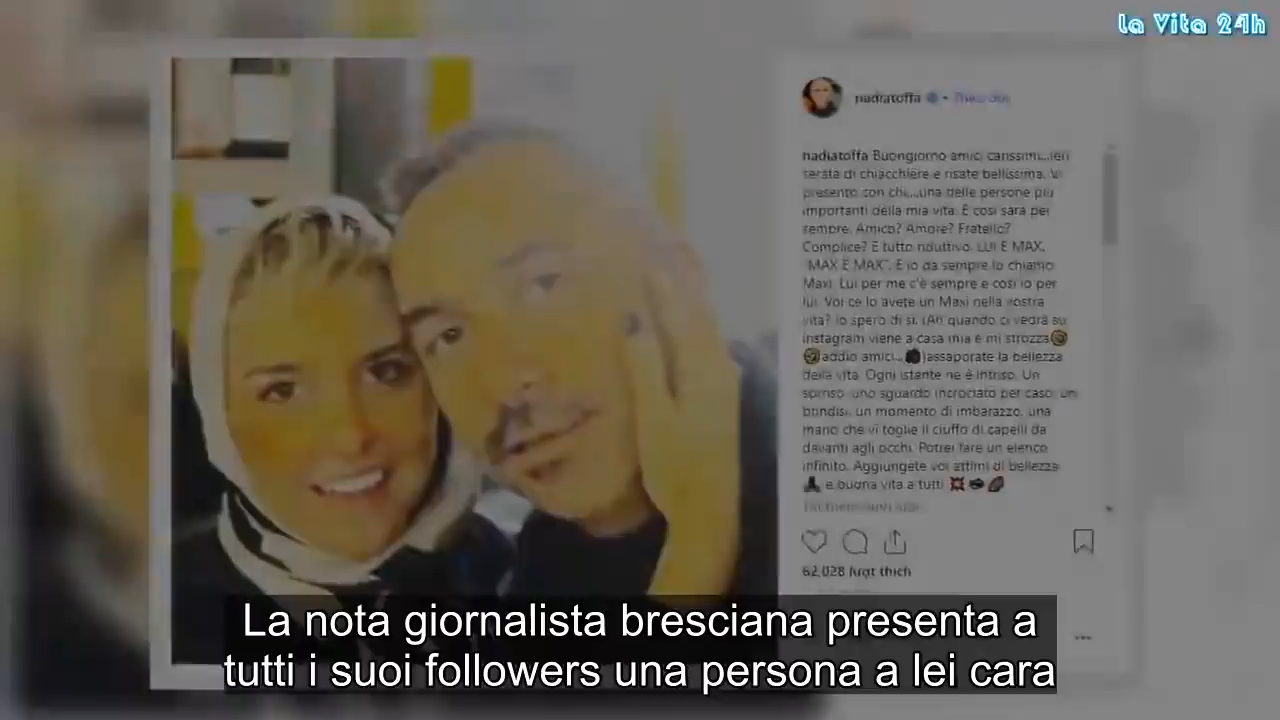 La Vita 24h
nadiatoffa
nadiatoffa Buongiorno amici carissimi...ieri
serata di chiacchiere e risate bellissima. Vi
presento con chi...una delle persone più
importanti della mia vita. E così sarà per
sempre. Amico? Amore? Fratello?
Complice? È tutto riduttivo. LUI È MAX.
"MAX È MAX". E io da sempre lo chiamo
Maxi. Lui per me c'è sempre e così io per
lui. Voi ce lo avete un Maxi nella vostra
vita? Io spero di si. (Ah quando ci vedrà su
instagram viene a casa mia e mi strozza
addio amici... )assaporate la bellezza
della vita. Ogni istante ne è intriso. Un
sorriso, uno sguardo incrociato per caso, un
brindisi, un momento di imbarazzo, una
mano che vi toglie il ciuffo di capelli da
davanti agli occhi. Potrei fare un elenco
infinito. Aggiungete voi attimi di bellezza
e buona vita a tutti
62.028 lượt thích
La nota giornalista bresciana presenta a
tutti i suoi followers una persona a lei cara